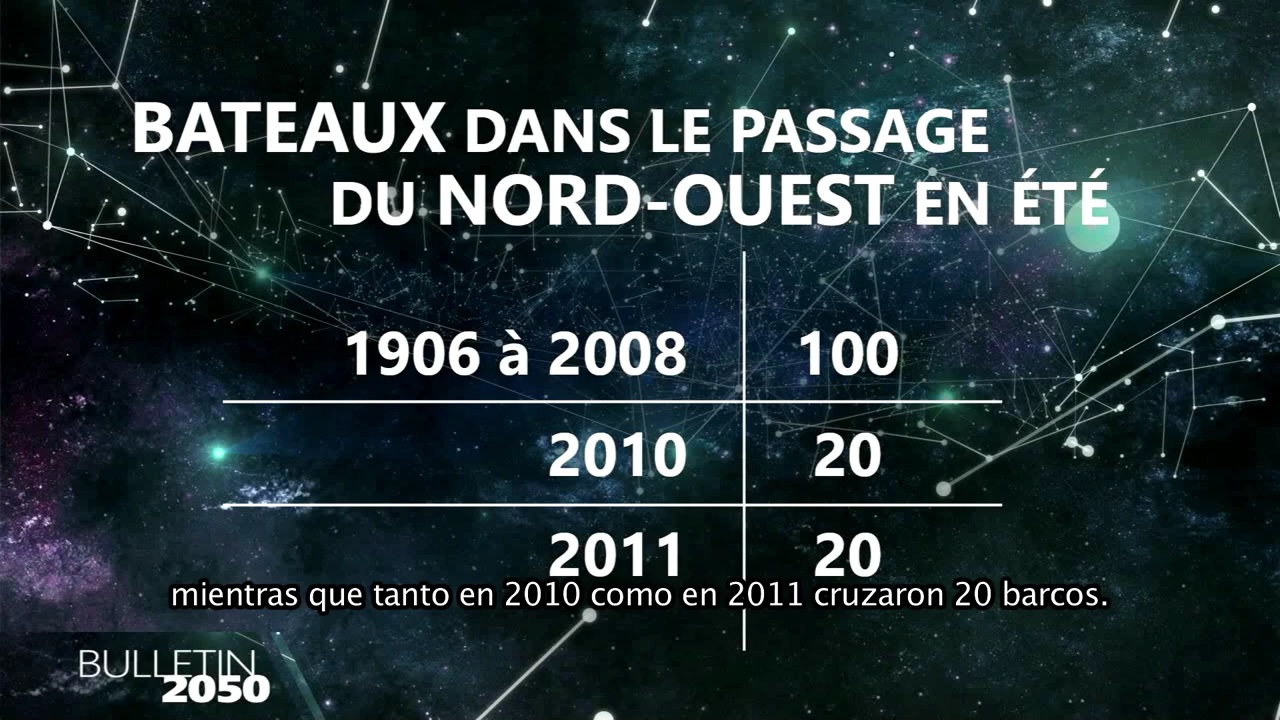 BATEAUX DANS LE PASSAGE
DU NORD-OUEST EN ÉTÉ
1906 à 2008 100
2010 20
2011 20
mientras que tanto en 2010 como en 2011 cruzaron 20 barcos.
BULLETIN
2050